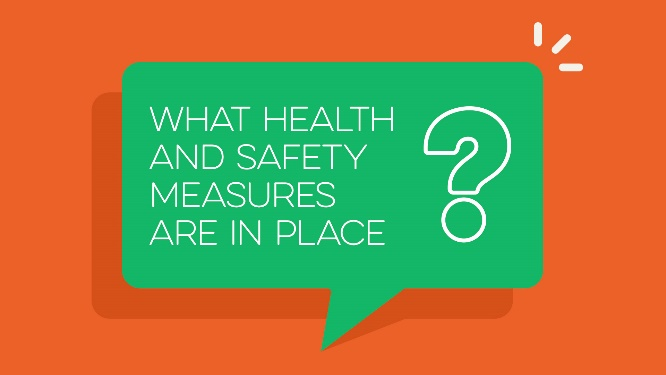 WHAT HEALTH
AND SAFETY
MEASURES
ARE IN PLACE
?